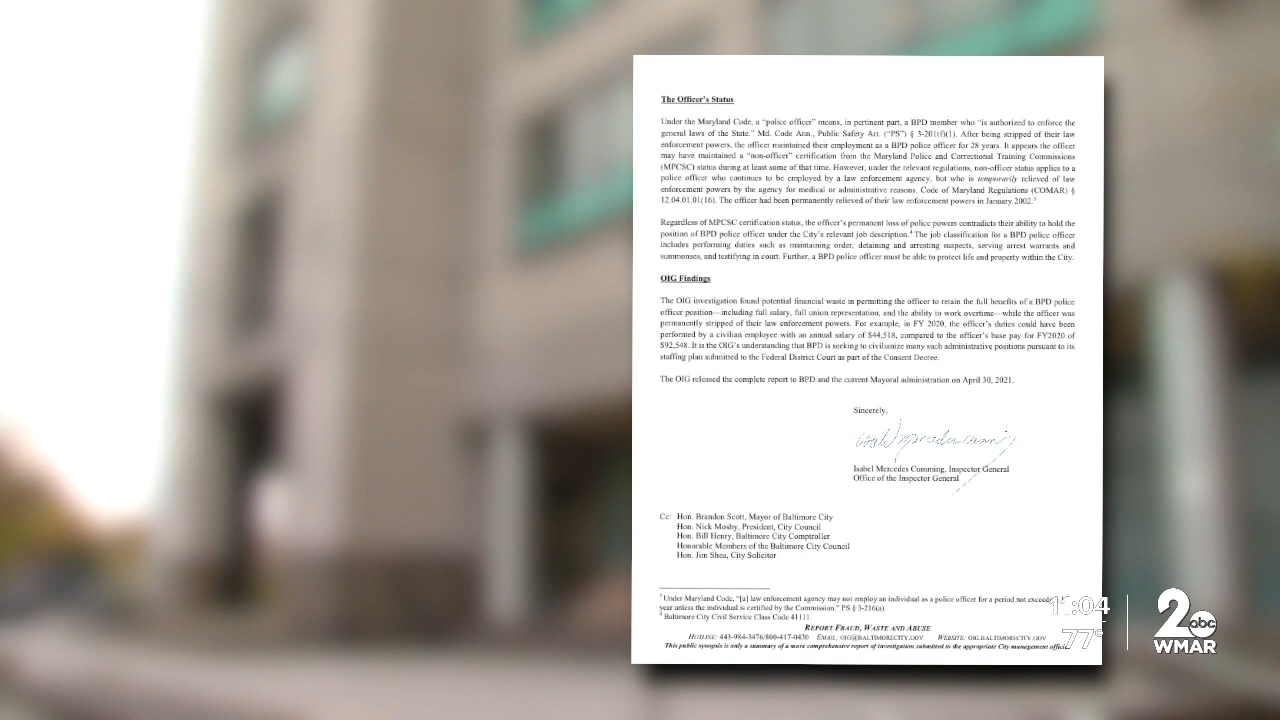 The Officer's Status
Under the Maryland Code, a "police officer" means, in pertinent part, a BPD member who "is authorized to enforce the
general laws of the State." Md. Code Ann., Public Safety Art. ("PS") § 3-201(f)(1). After being stripped of their law
enforcement powers, the officer maintained their employment as a BPD police officer for 28 years. It appears the officer
may have maintained a "non-officer" certification from the Maryland Police and Correctional Training Commissions
(MPCSC) status during at least some of that time. However, under the relevant regulations, non-officer status applies to a
police officer who continues to be employed by a law enforcement agency, but who is temporarily relieved of law
enforcement powers by the agency for medical or administrative reasons. Code of Maryland Regulations (COMAR) §
12.04.01.01(16). The officer had been permanently relieved of their law enforcement powers in January 2002.3
Regardless of MPCSC certification status, the officer's permanent loss of police powers contradicts their ability to hold the
position of BPD police officer under the City's relevant job description.4 The job classification for a BPD police officer
includes performing duties such as maintaining order, detaining and arresting suspects, serving arrest warrants and
summonses, and testifying in court. Further, a BPD police officer must be able to protect life and property within the City.
OIG Findings
The OIG investigation found potential financial waste in permitting the officer to retain the full benefits of a BPD police
officer position—including full salary, full union representation, and the ability to work overtime—while the officer was
permanently stripped of their law enforcement powers. For example, in FY 2020, the officer's duties could have been
performed by a civilian employee with an annual salary of $44,518, compared to the officer's base pay for FY2020 of
$92,548. It is the OIG's understanding that BPD is seeking to civilianize many such administrative positions pursuant to its
staffing plan submitted to the Federal District Court as part of the Consent Decree.
The OIG released the complete report to BPD and the current Mayoral administration on April 30, 2021.
Sincerely,
Isabel Mercedes Cumming, Inspector General
Office of the Inspector General
Cc: Hon. Brandon Scott, Mayor of Baltimore City
Hon. Nick Mosby, President, City Council
Hon. Bill Henry, Baltimore City Comptroller
Honorable Members of the Baltimore City Council
Hon. Jim Shea, City Solicitor
3 Under Maryland Code, "[a] law enforcement agency may not employ an individual as a police officer for a period not
year unless the individual is certified by the Commission." PS § 3-216(a).
4 Baltimore City Civil Service Class Code 41111.
REPORT FRAUD, WASTE AND ABUSE
HOTLINE: 443-984-3476/800-417-0430 EMAIL: OIG@BALTIMORECITY.GOV WEBSITE: OIG.BALTIMORECITY.GOV
This public synopsis is only a summary of a more comprehensive report of investigation submitted to the appropriate City management
11:04
77°
2
abc
WMAR